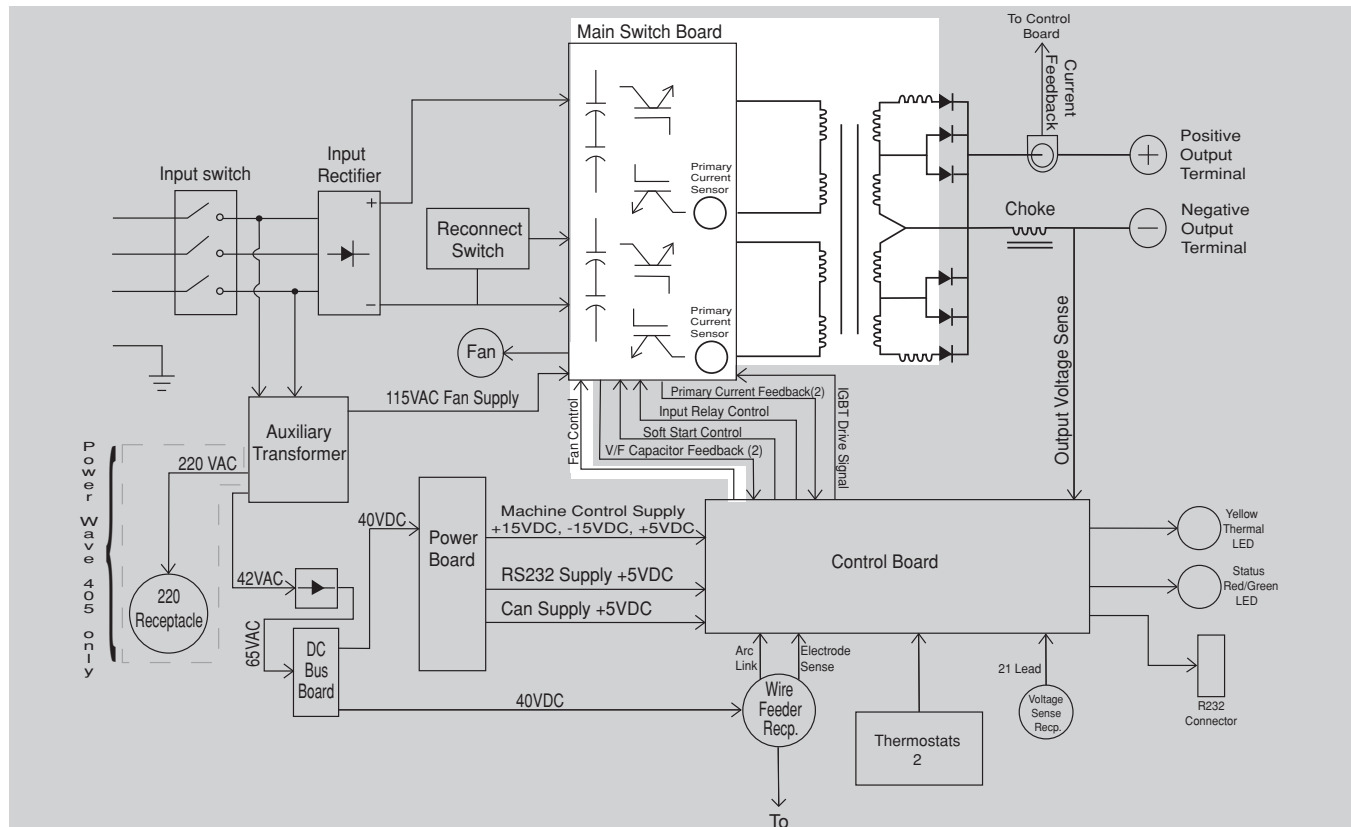 Main Switch Board
To Control
Board
Current
Feedback
Positive
Output
Terminal
Input switch
Input
Rectifier
+
−
Primary
Current
Sensor
+
Reconnect
Switch
Choke
Negative
Output
Terminal
−
Primary
Current
Sensor
Fan
115VAC Fan Supply
Fan Control
Primary Current Feedback(2)
Input Relay Control
Soft Start Control
V/F Capacitor Feedback (2)
IGBT Drive Signal
Output Voltage Sense
Auxiliary
Transformer
Power Wave 405 only
220 VAC
220
Receptacle
42VAC
65VAC
DC
Bus
Board
40VDC
40VDC
Power
Board
Machine Control Supply
+15VDC, -15VDC, +5VDC
RS232 Supply +5VDC
Can Supply +5VDC
Control Board
Yellow
Thermal
LED
Status
Red/Green
LED
R232
Connector
Arc
Link
Electrode
Sense
Wire
Feeder
Recp.
Thermostats
2
21 Lead
Voltage
Sense
Recp.
To